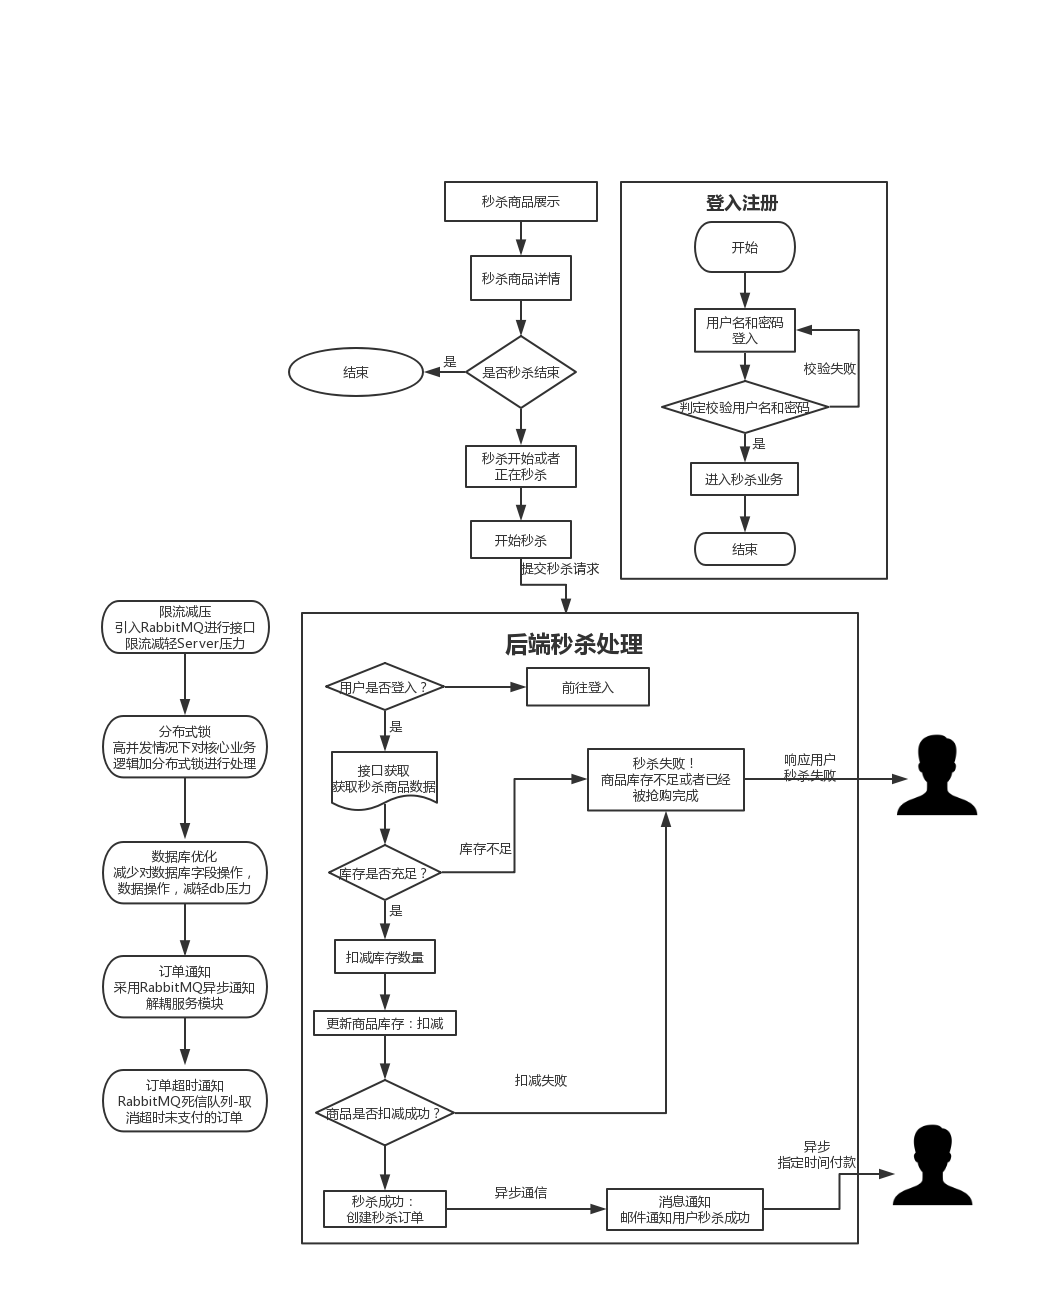 秒杀商品展示
秒杀商品详情
是否秒杀结束
是
结束
秒杀开始或者
正在秒杀
开始秒杀
提交秒杀请求
登入注册
开始
用户名和密码
登入
校验失败
判定校验用户名和密码
是
进入秒杀业务
结束
限流减压
引入RabbitMQ进行接口
限流减轻Server压力
分布式锁
高并发情况下对核心业务
逻辑加分布式锁进行处理
数据库优化
减少对数据库字段操作，
数据操作，减轻db压力
订单通知
采用RabbitMQ异步通知
解耦服务模块
订单超时通知
RabbitMQ死信队列-取
消超时未支付的订单
后端秒杀处理
用户是否登入？
前往登入
是
接口获取
获取秒杀商品数据
秒杀失败！
商品库存不足或者已经
被抢购完成
响应用户
秒杀失败
库存不足
库存是否充足？
是
扣减库存数量
更新商品库存：扣减
扣减失败
商品是否扣减成功？
秒杀成功：
创建秒杀订单
异步通信
消息通知
邮件通知用户秒杀成功
异步
指定时间付款